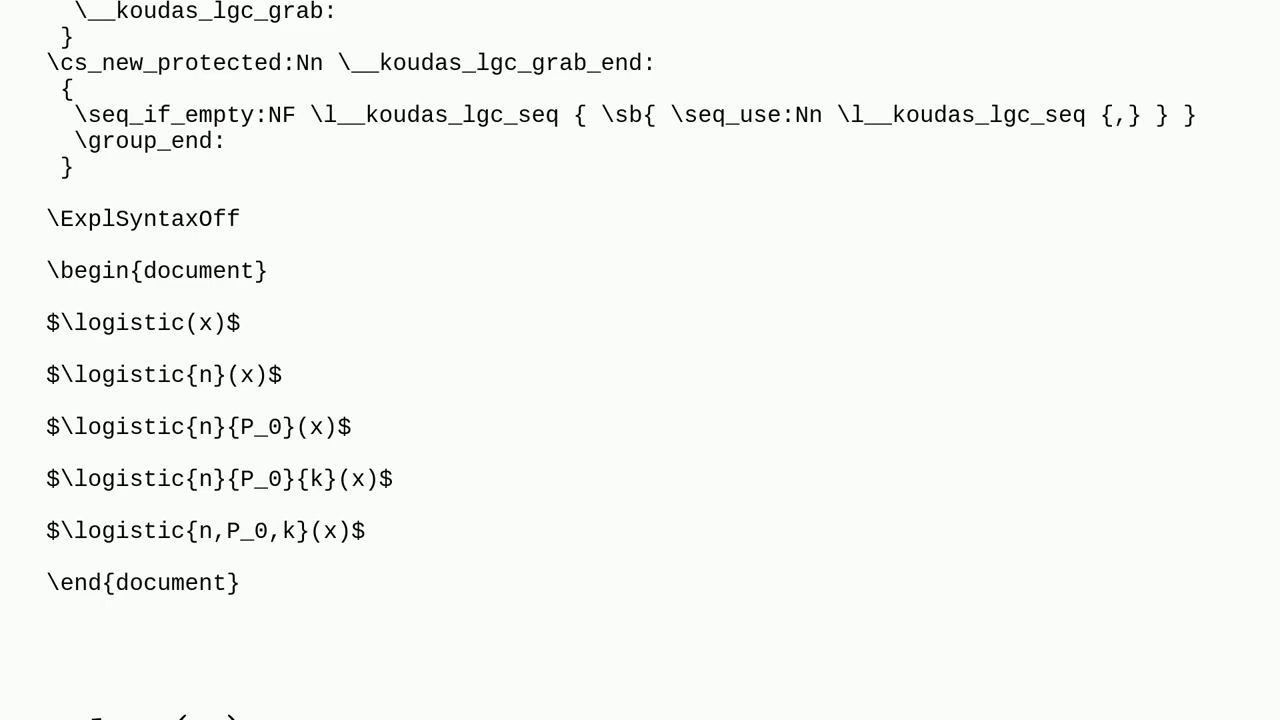 \__koudas_lgc_grab:
}
\cs_new_protected:Nn \__koudas_lgc_grab_end:
{
\seq_if_empty:NF \l__koudas_lgc_seq { \sb{ \seq_use:Nn \l__koudas_lgc_seq {,} } }
\group_end:
}
\ExplSyntaxOff
\begin{document}
$\logistic(x)$
$\logistic{n}(x)$
$\logistic{n}{P_0}(x)$
$\logistic{n}{P_0}{k}(x)$
$\logistic{n,P_0,k}(x)$
\end{document}